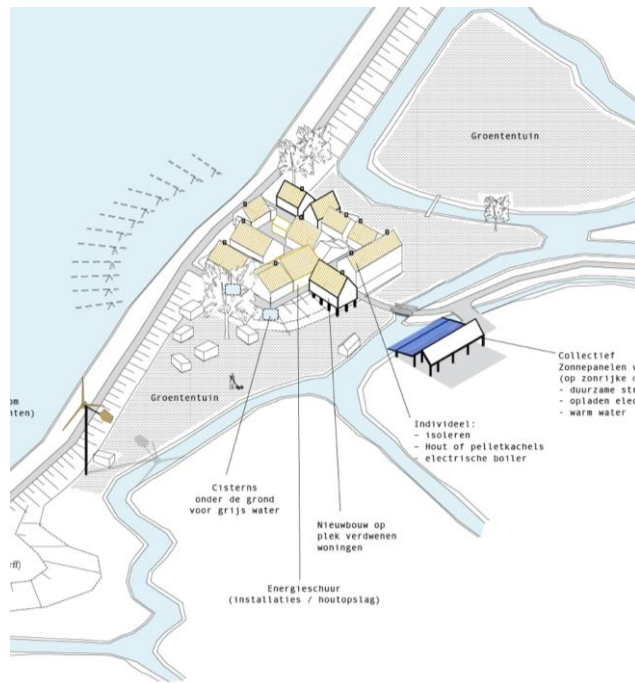 Groententuin
Collectief
Zonnepanelen
(op zonrijke
- duurzame
- opladen
- warm water
Groententuin
Individeel:
- isoleren
- Hout of pelletkachels
- electrische boiler
Cisterns
onder de grond
voor grijs water
Nieuwbouw op
plek verdwenen
woningen
Energieschuur
(installaties / houtopslag)